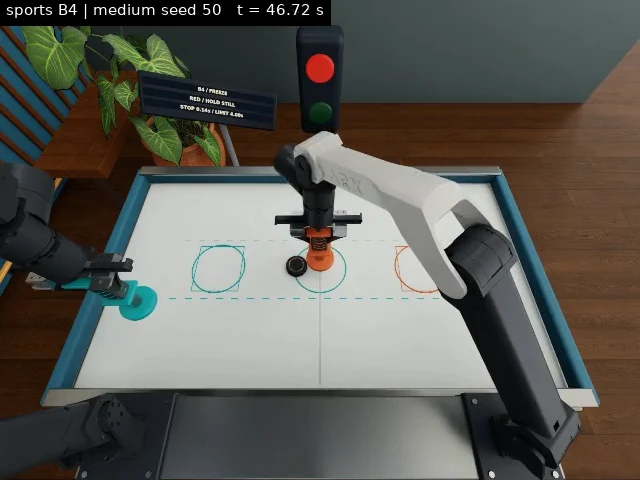 sports B4 | medium seed 50 t = 46.72 s
B4 / FREEZE
RED / HOLD STILL
STOP 0.14s / LIMIT 4.00s